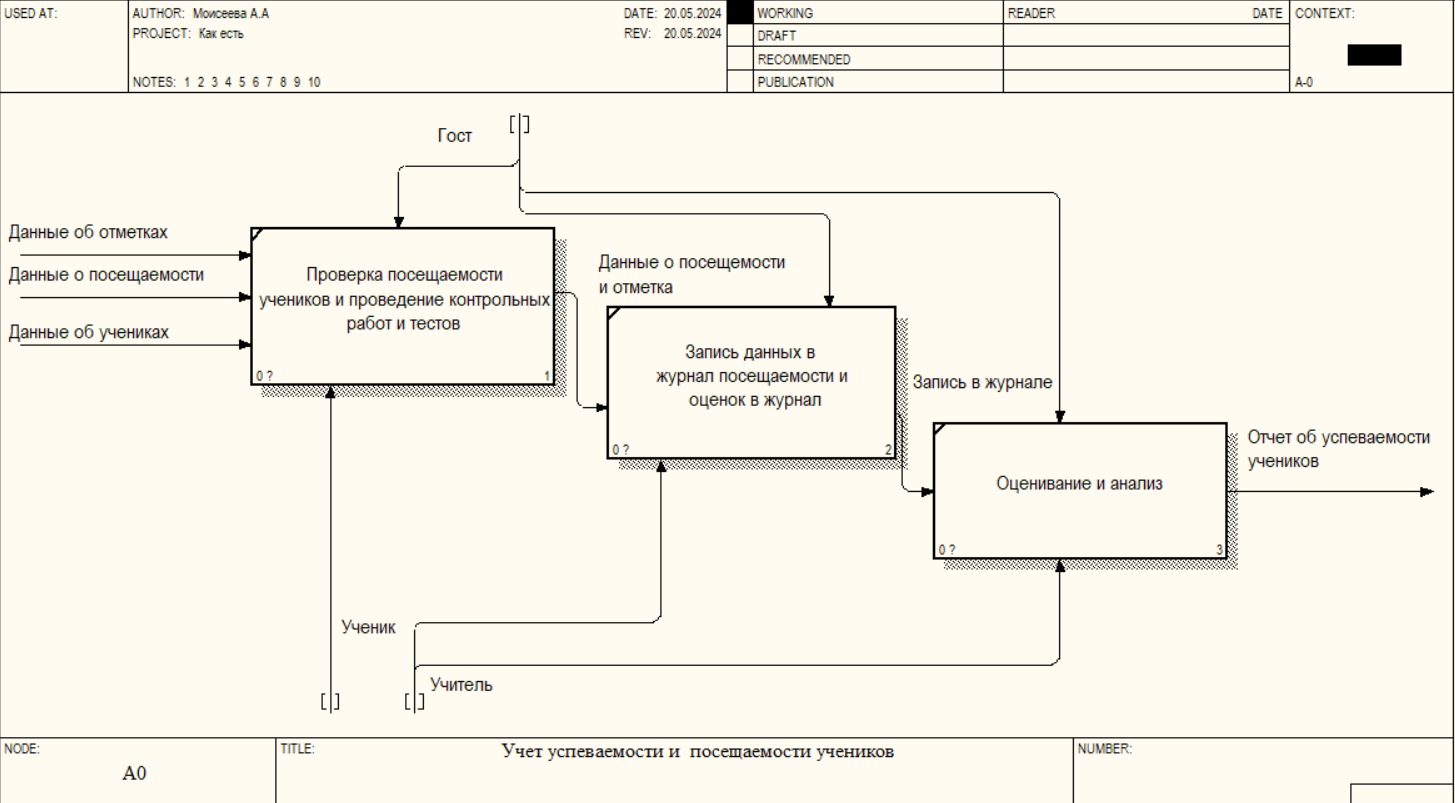 USED AT:
AUTHOR: Моисеева А.А
DATE: 20.05.2024
WORKING
READER
DATE
CONTEXT:
PROJECT: Как есть
REV: 20.05.2024
DRAFT
RECOMMENDED
NOTES: 1 2 3 4 5 6 7 8 9 10
PUBLICATION
A-0
Гост
Данные об отметках
Данные о посещаемости
Данные об учениках
Проверка посещаемости
учеников и проведение контрольных
работ и тестов
0 ?
1
Данные о посещемости
и отметка
Запись данных в
журнал посещаемости и
оценок в журнал
0 ?
2
Запись в журнале
Оценивание и анализ
0 ?
3
Отчет об успеваемости
учеников
Ученик
Учитель
NODE:
A0
TITLE:
Учет успеваемости и посещаемости учеников
NUMBER: